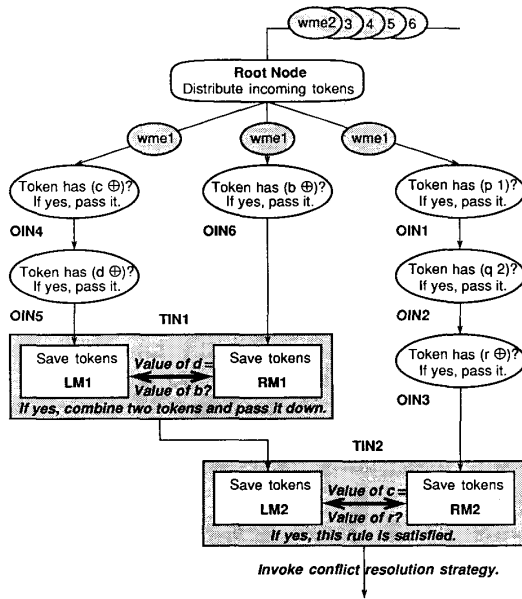 wme2 3 4 5 6
Root Node
Distribute incoming tokens
wme1 wme1 wme1
Token has (c ⊕)?
If yes, pass it.
OIN4
Token has (b ⊕)?
If yes, pass it.
OIN6
Token has (p 1)?
If yes, pass it.
OIN1
Token has (d ⊕)?
If yes, pass it.
OIN5
Token has (q 2)?
If yes, pass it.
OIN2
TIN1
Save tokens
LM1
Value of d =
Value of b?
Save tokens
RM1
If yes, combine two tokens and pass it down.
Token has (r ⊕)?
If yes, pass it.
OIN3
TIN2
Save tokens
LM2
Value of c =
Value of r?
Save tokens
RM2
If yes, this rule is satisfied.
Invoke conflict resolution strategy.